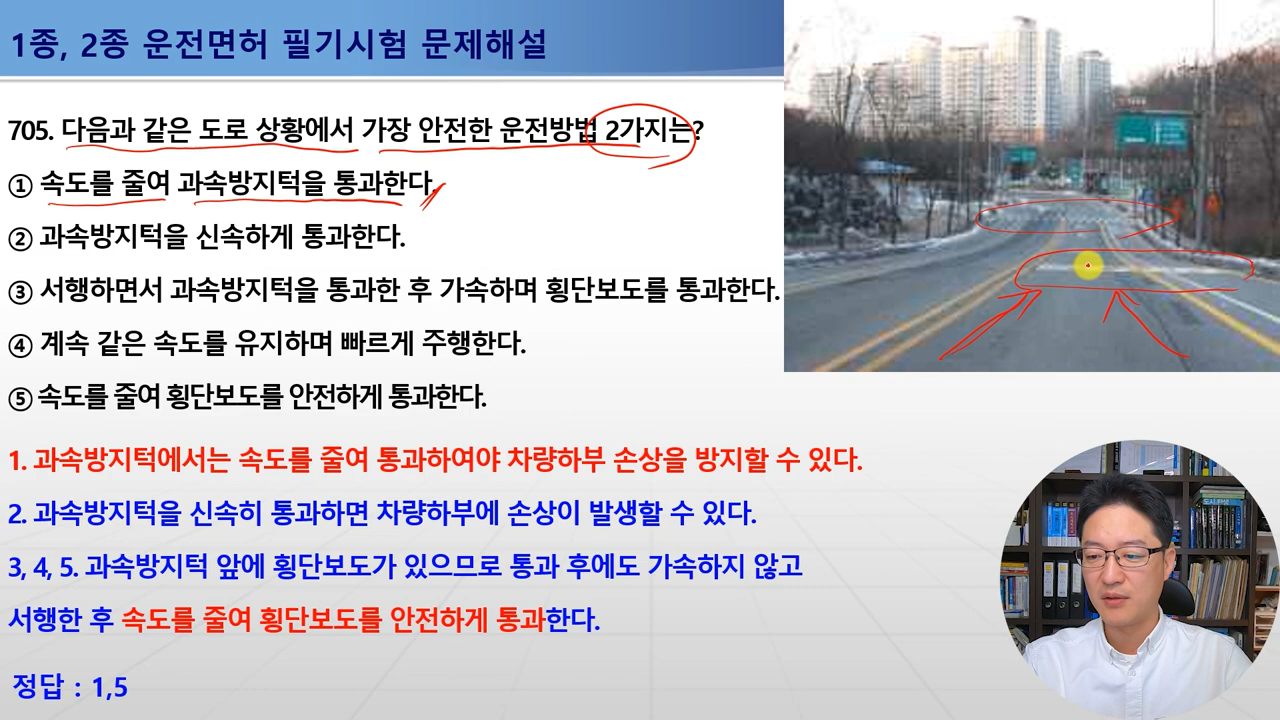 1종, 2종 운전면허 필기시험 문제해설
705. 다음과 같은 도로 상황에서 가장 안전한 운전방법 2가지는?
① 속도를 줄여 과속방지턱을 통과한다.
② 과속방지턱을 신속하게 통과한다.
③ 서행하면서 과속방지턱을 통과한 후 가속하며 횡단보도를 통과한다.
④ 계속 같은 속도를 유지하며 빠르게 주행한다.
⑤ 속도를 줄여 횡단보도를 안전하게 통과한다.
1. 과속방지턱에서는 속도를 줄여 통과하여야 차량하부 손상을 방지할 수 있다.
2. 과속방지턱을 신속히 통과하면 차량하부에 손상이 발생할 수 있다.
3, 4, 5. 과속방지턱 앞에 횡단보도가 있으므로 통과 후에도 가속하지 않고
서행한 후 속도를 줄여 횡단보도를 안전하게 통과한다.
정답 : 1,5